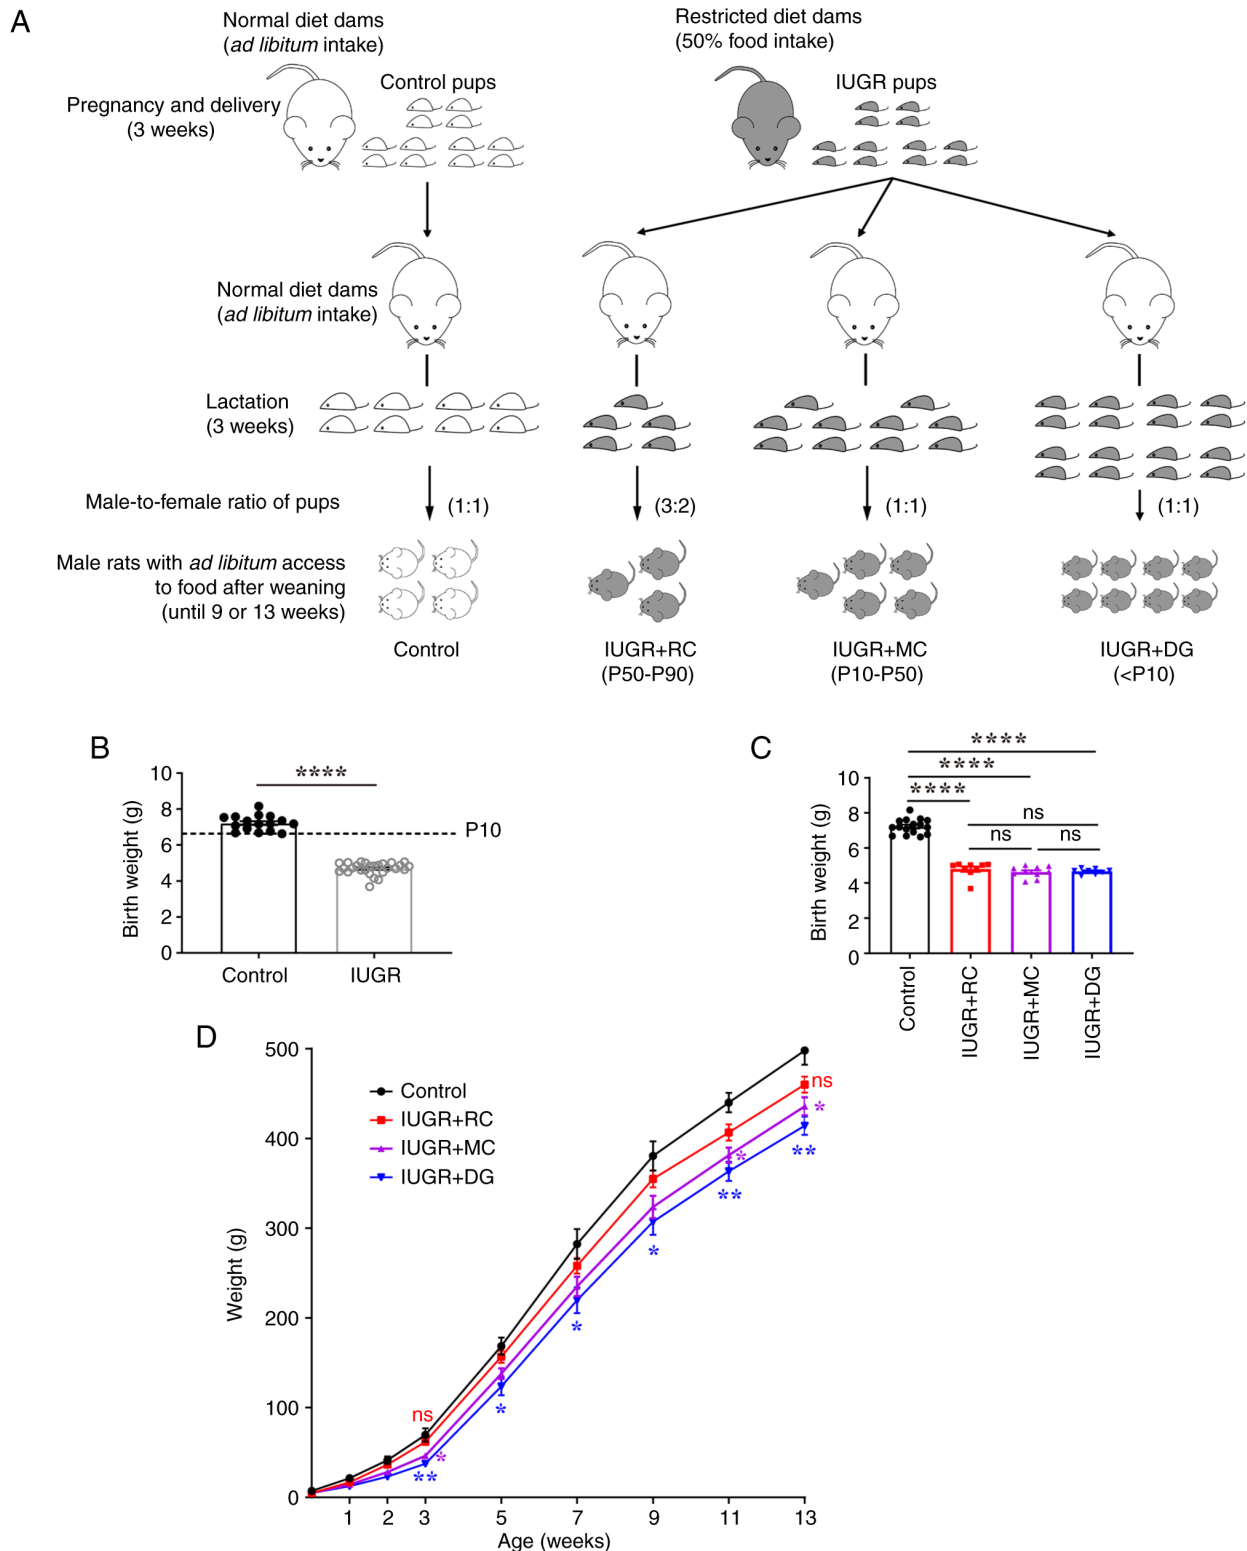 A
Normal diet dams
(ad libitum intake)
Restricted diet dams
(50% food intake)
Control pups
IUGR pups
Pregnancy and delivery
(3 weeks)
Normal diet dams
(ad libitum intake)
Lactation
(3 weeks)
Male-to-female ratio of pups
(1:1)
(3:2)
(1:1)
(1:1)
Male rats with ad libitum access
to food after weaning
(until 9 or 13 weeks)
Control
IUGR+RC
(P50-P90)
IUGR+MC
(P10-P50)
IUGR+DG
(<P10)
B
Birth weight (g)
10
8
6
4
2
0
****
P10
Control
IUGR
C
Birth weight (g)
10
8
6
4
2
0
****
****
****
ns
ns
ns
Control
IUGR+RC
IUGR+MC
IUGR+DG
D
Weight (g)
500
400
300
200
100
0
Control
IUGR+RC
IUGR+MC
IUGR+DG
ns
*
**
*
*
*
*
**
ns
*
**
1 2 3 5 7 9 11 13
Age (weeks)